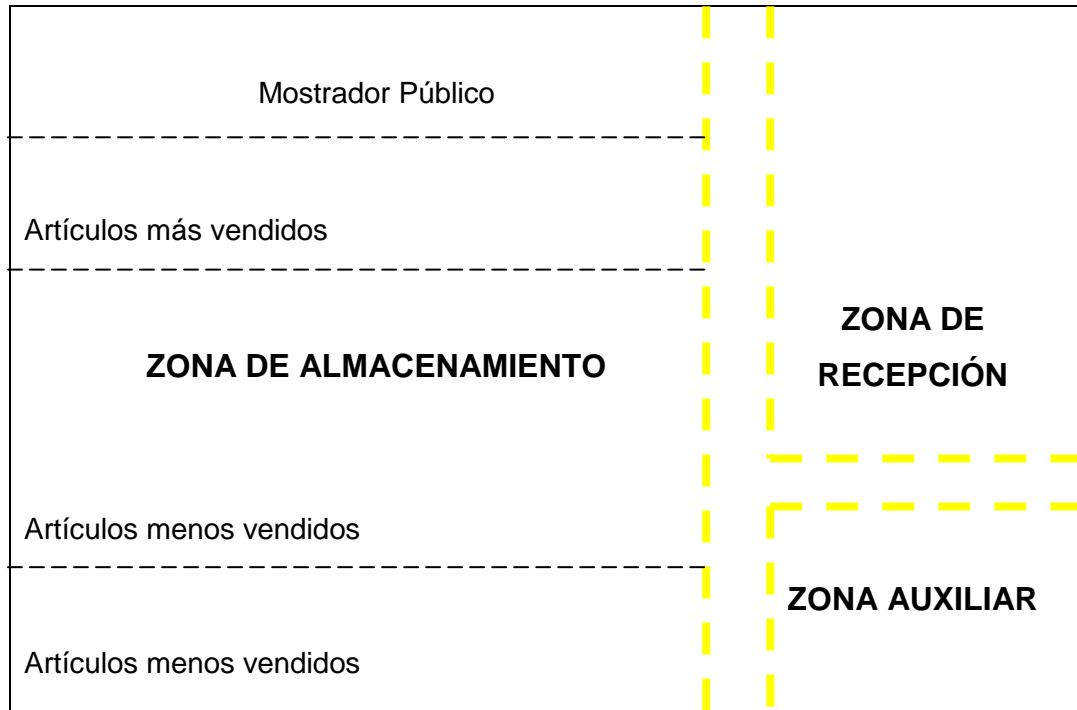 Mostrador Público
Artículos más vendidos
ZONA DE ALMACENAMIENTO
Artículos menos vendidos
Artículos menos vendidos
ZONA DE
RECEPCIÓN
ZONA AUXILIAR